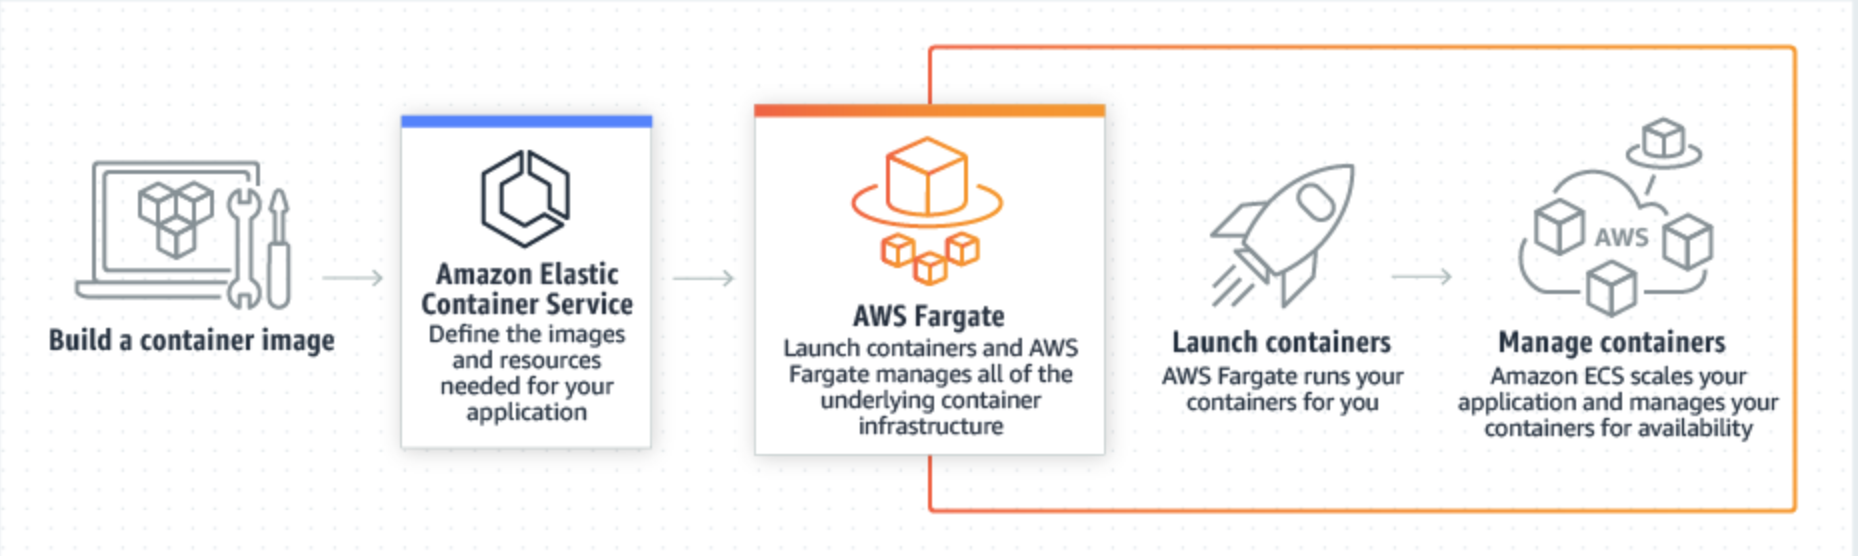 Build a container image
Amazon Elastic
Container Service
Define the images
and resources
needed for your
application
AWS Fargate
Launch containers and AWS
Fargate manages all of the
underlying container
infrastructure
Launch containers
AWS Fargate runs your
containers for you
AWS
Manage containers
Amazon ECS scales your
application and manages your
containers for availability